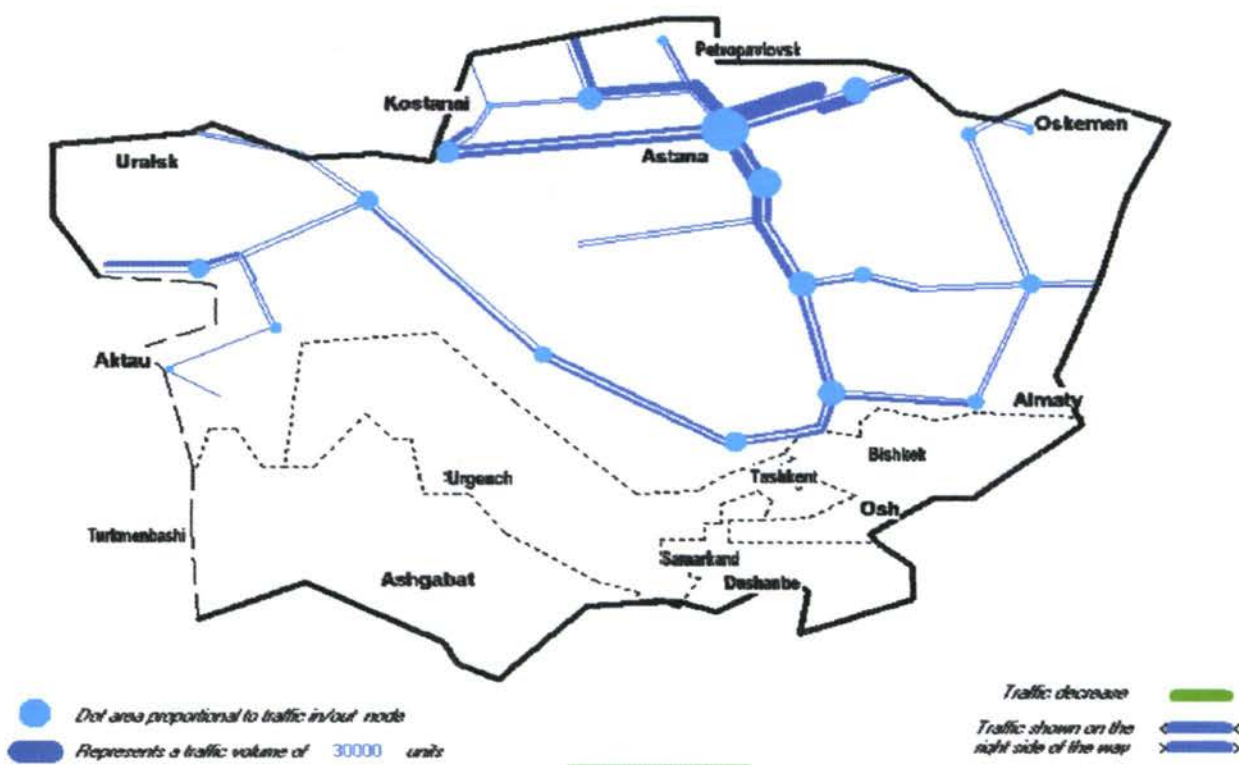 Petropavlovsk
Kostanai
Oskemen
Astana
Uralsk
Aktau
Almaty
Bishkek
Urgench
Tashkent
Osh
Turkmenbashi
Samarkand
Ashgabat
Dushanbe
Traffic decrease
Dot area proportional to traffic in/out node
Traffic shown on the
right side of the way
Represents a traffic volume of 30000 units